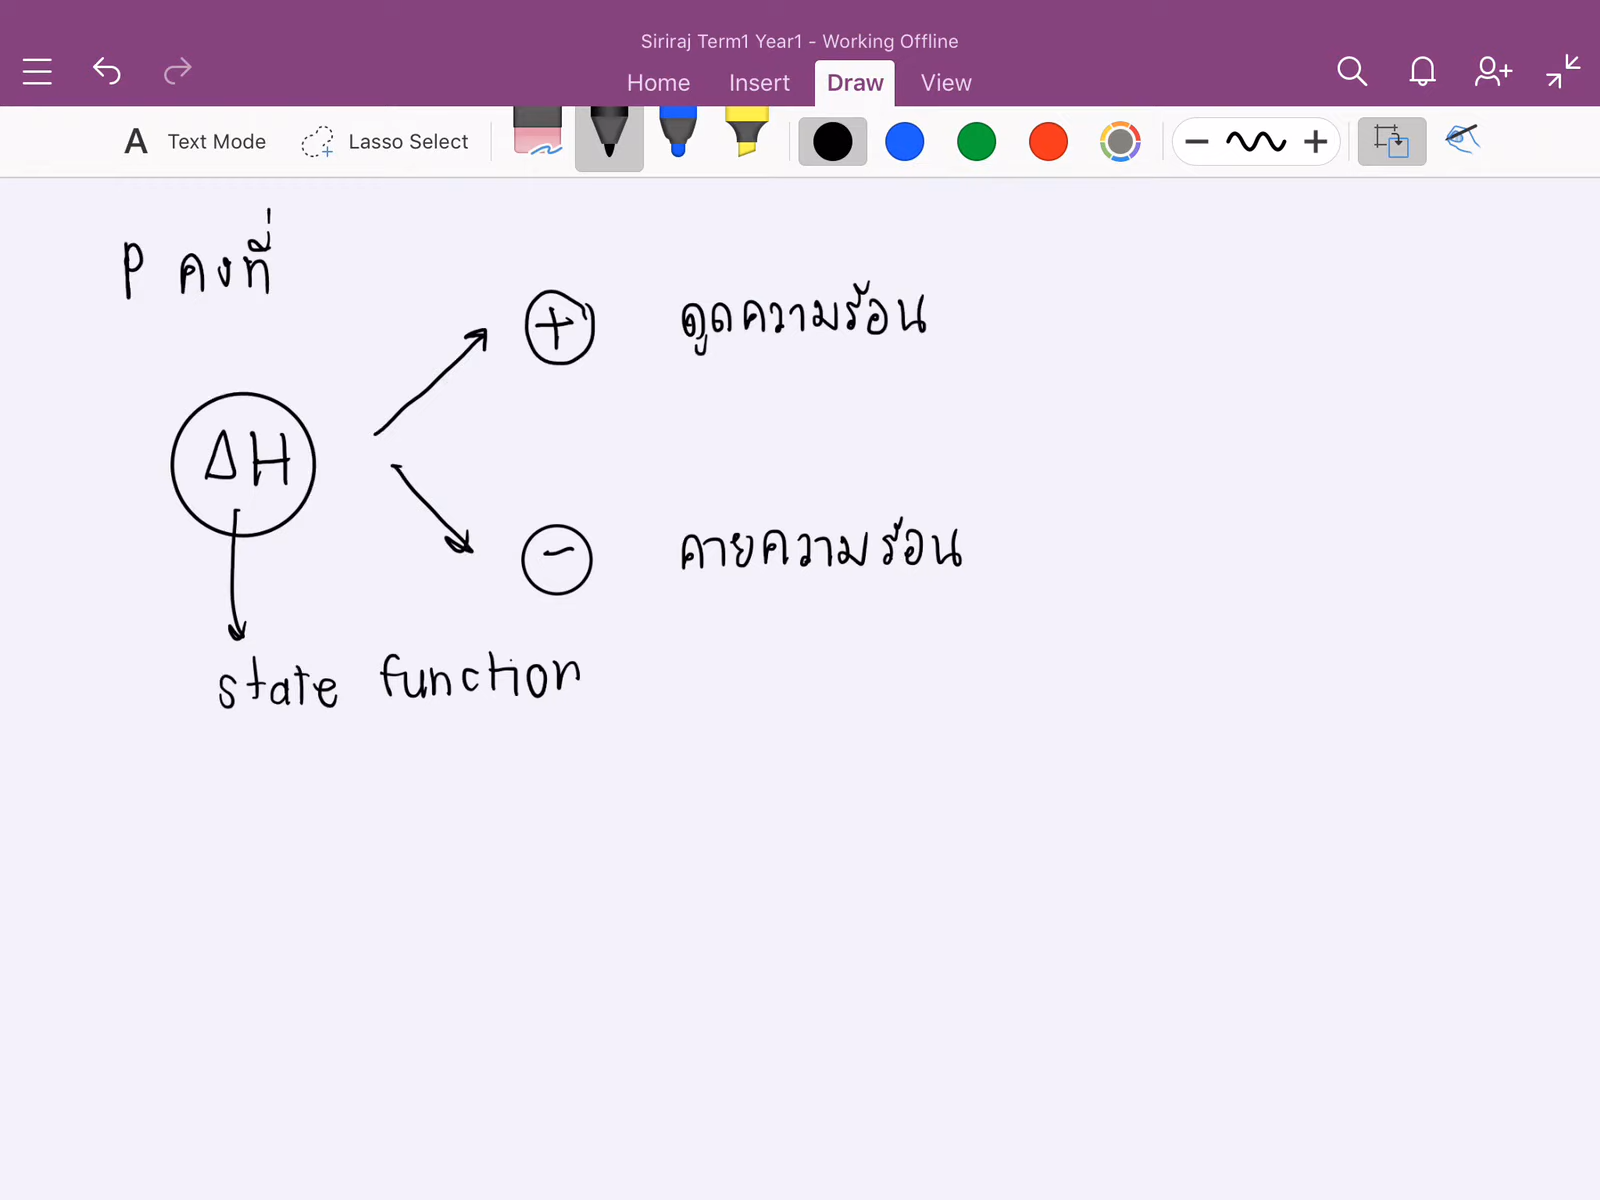 Siriraj Term1 Year1 - Working Offline
Home Insert Draw View
A Text Mode Lasso Select
P คงที่
+ ดูดความร้อน
ΔH
- คายความร้อน
state function